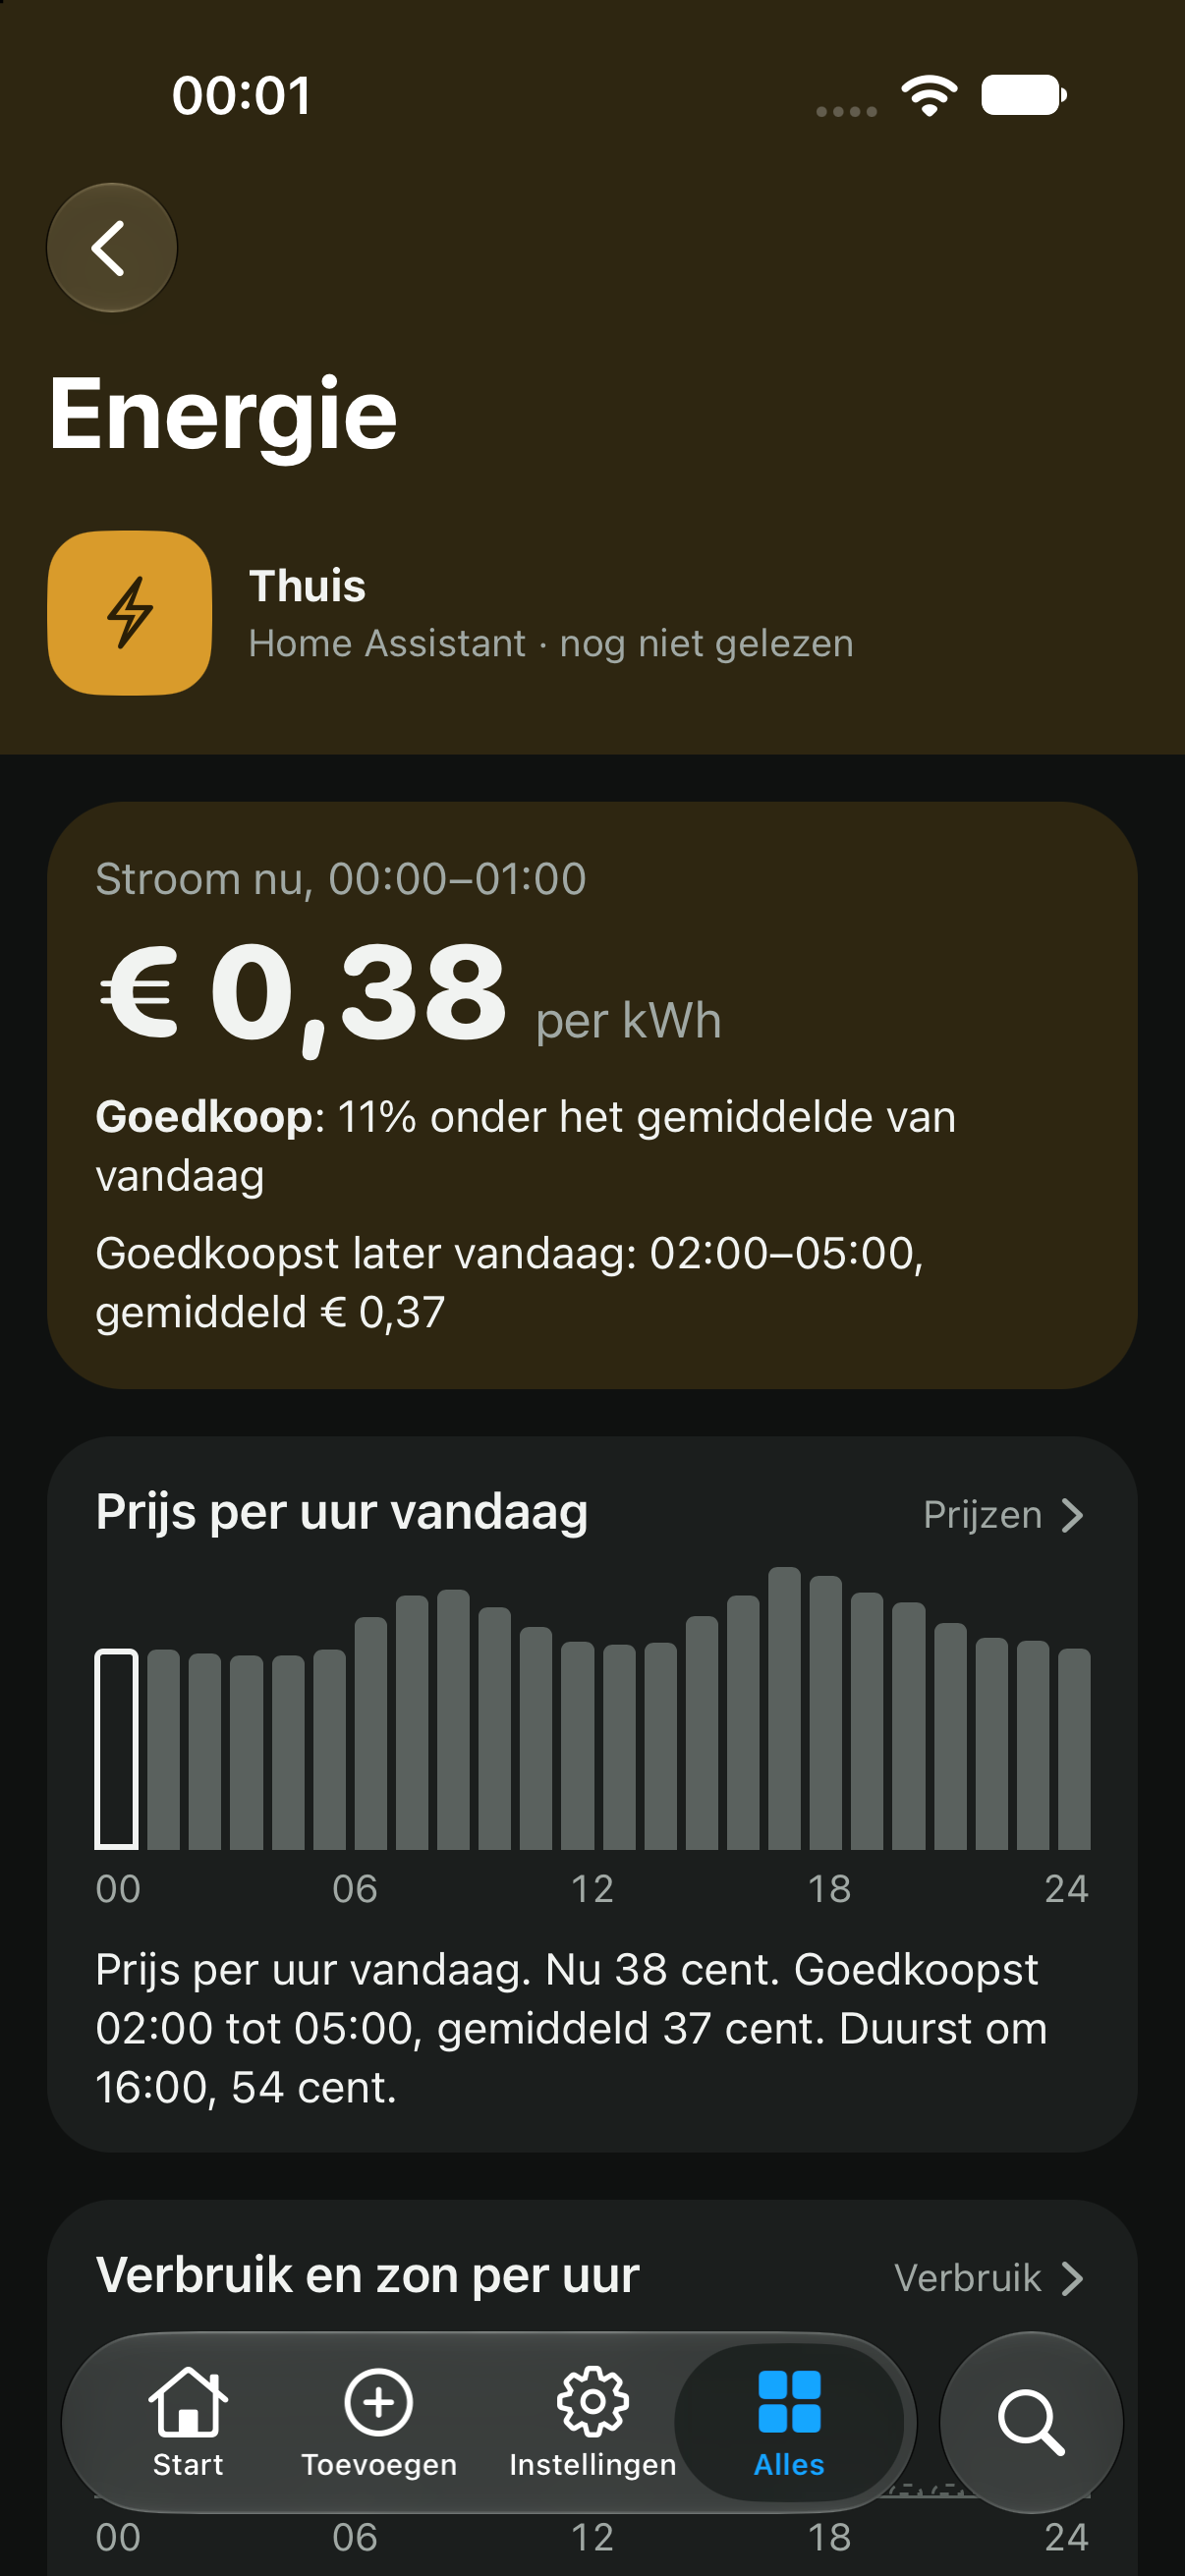 00:01
Energie
Thuis
Home Assistant · nog niet gelezen
Stroom nu, 00:00–01:00
€ 0,38 per kWh
Goedkoop: 11% onder het gemiddelde van
vandaag
Goedkoopst later vandaag: 02:00–05:00,
gemiddeld € 0,37
Prijs per uur vandaag
Prijzen
00 06 12 18 24
Prijs per uur vandaag. Nu 38 cent. Goedkoopst
02:00 tot 05:00, gemiddeld 37 cent. Duurst om
16:00, 54 cent.
Verbruik en zon per uur
Verbruik
Start Toevoegen Instellingen Alles
00 06 12 18 24